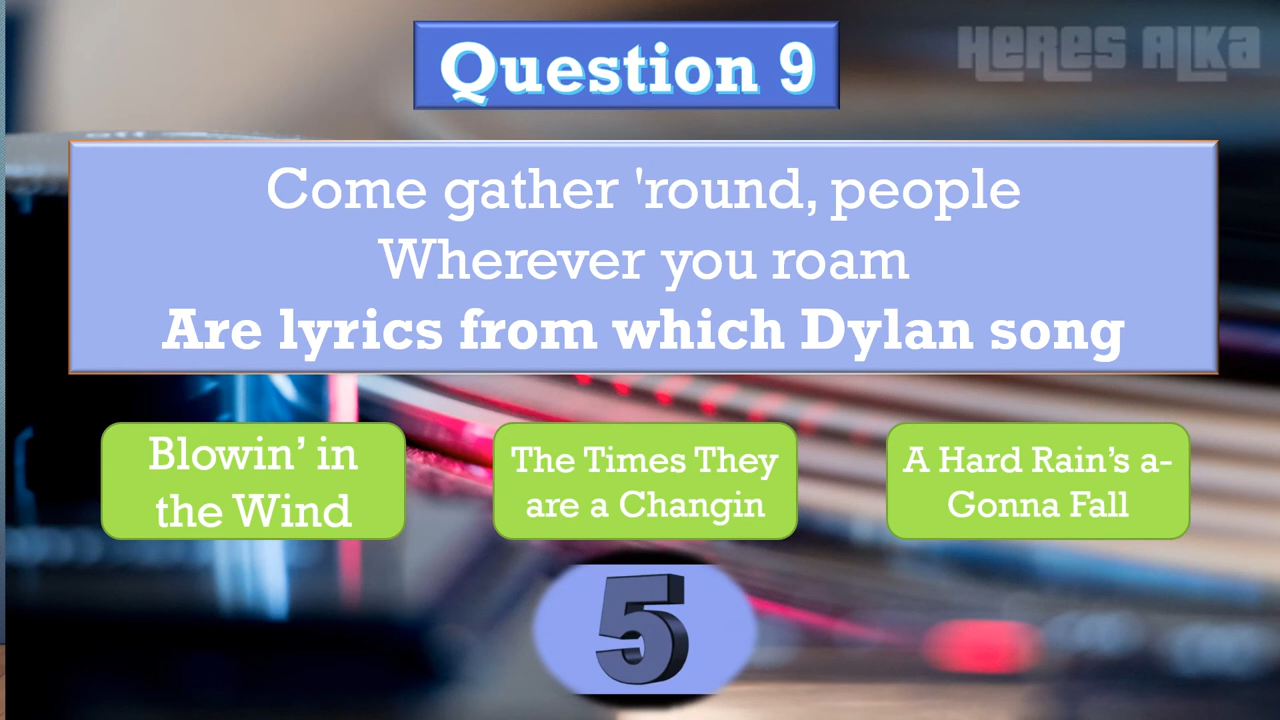 Question 9
HERES ALKA
Come gather 'round, people
Wherever you roam
Are lyrics from which Dylan song
Blowin’ in
the Wind
The Times They
are a Changin
A Hard Rain’s a-
Gonna Fall
5